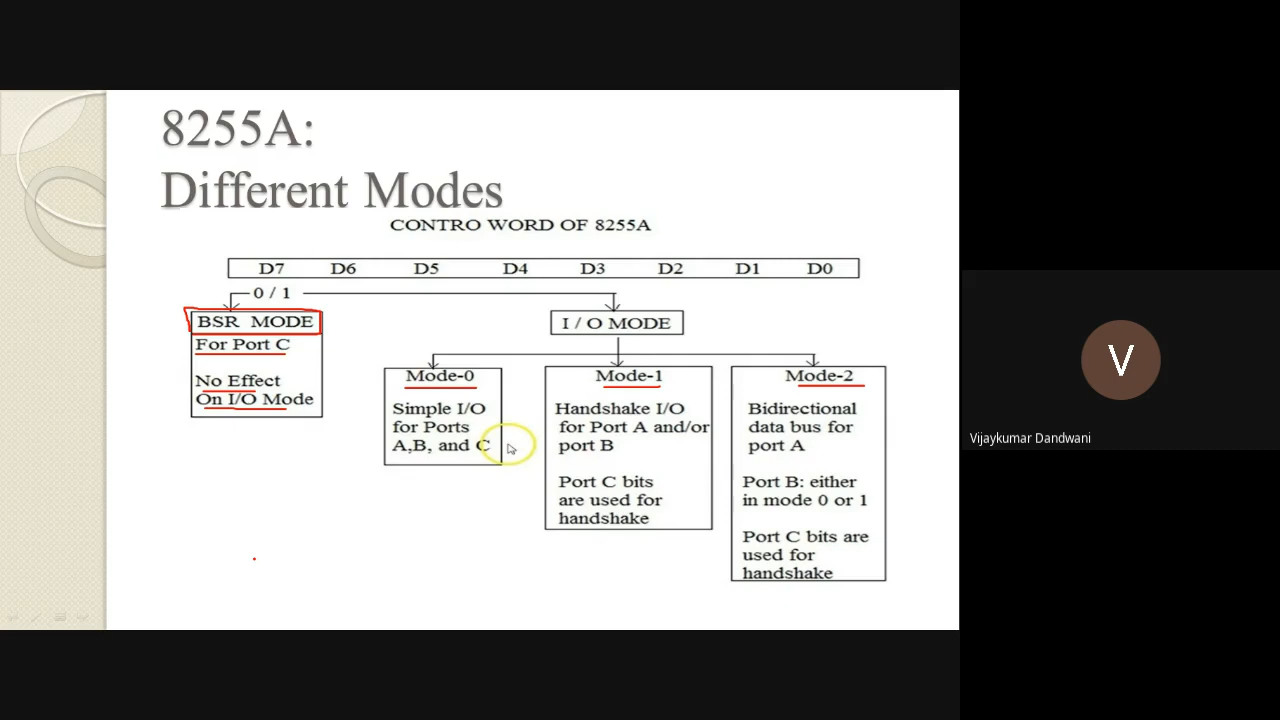 8255A:
Different Modes
CONTRO WORD OF 8255A
D7 D6 D5 D4 D3 D2 D1 D0
0 / 1
BSR MODE
For Port C
No Effect
On I/O Mode
I / O MODE
Mode-0
Simple I/O
for Ports
A,B, and C
Mode-1
Handshake I/O
for Port A and/or
port B
Port C bits
are used for
handshake
Mode-2
Bidirectional
data bus for
port A
Port B: either
in mode 0 or 1
Port C bits are
used for
handshake
V
Vijaykumar Dandwani